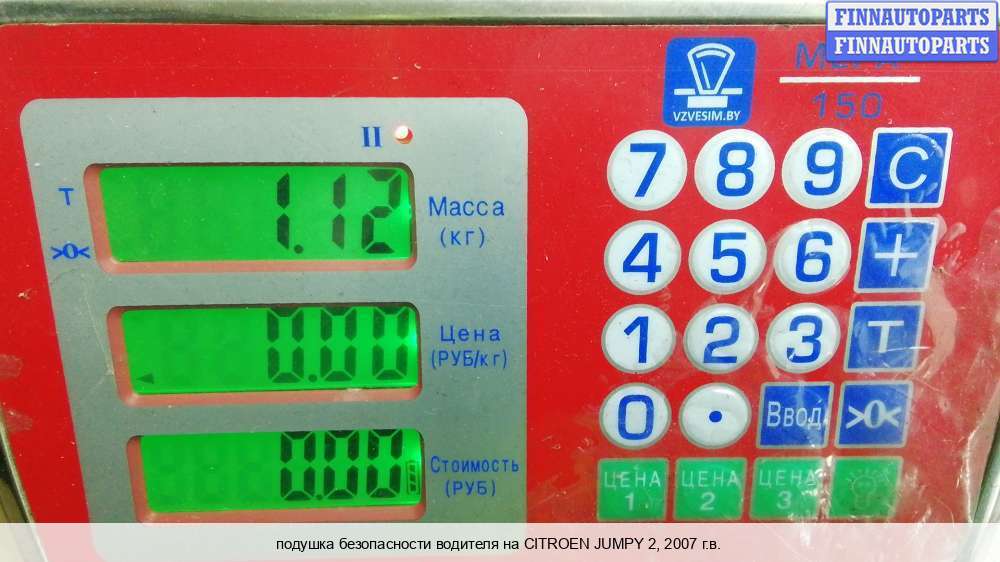 FINNAUTOPARTS
FINNAUTOPARTS
VZVESIM.BY
150
II
T
1.12
Масса
(кг)
>0<
0.00
Цена
(РУБ/кг)
0.00
Стоимость
(РУБ)
7 8 9 C
4 5 6 +
1 2 3 T
0 . Ввод >0<
ЦЕНА 1 ЦЕНА 2 ЦЕНА 3
подушка безопасности водителя на CITROEN JUMPY 2, 2007 г.в.